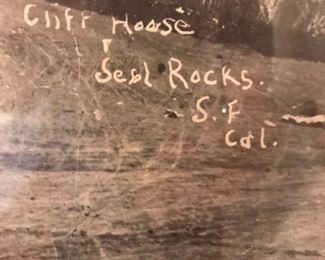 Cliff House
Seal Rocks.
S.F
Cal.